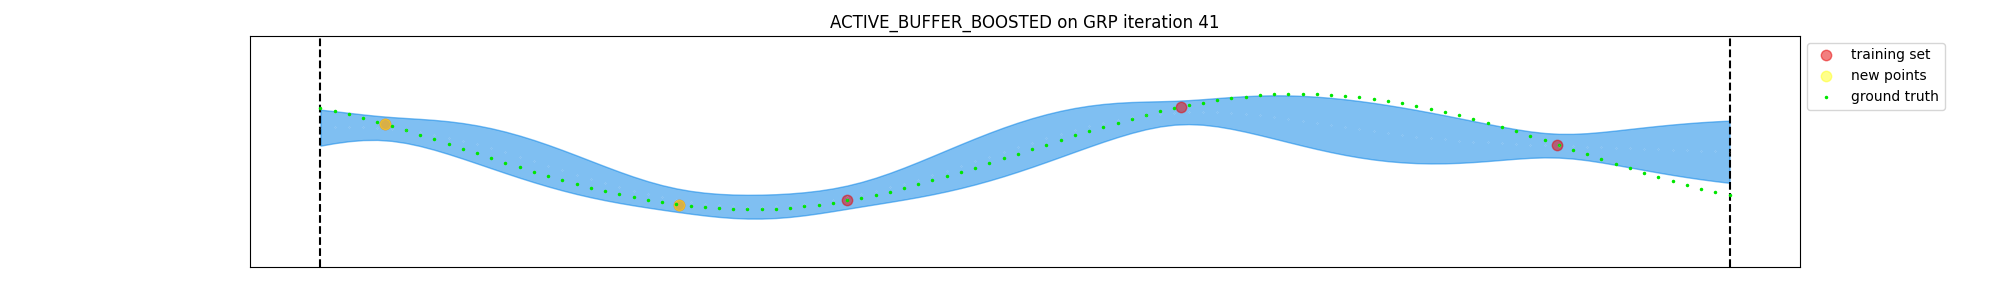 ACTIVE_BUFFER_BOOSTED on GRP iteration 41
training set
new points
ground truth